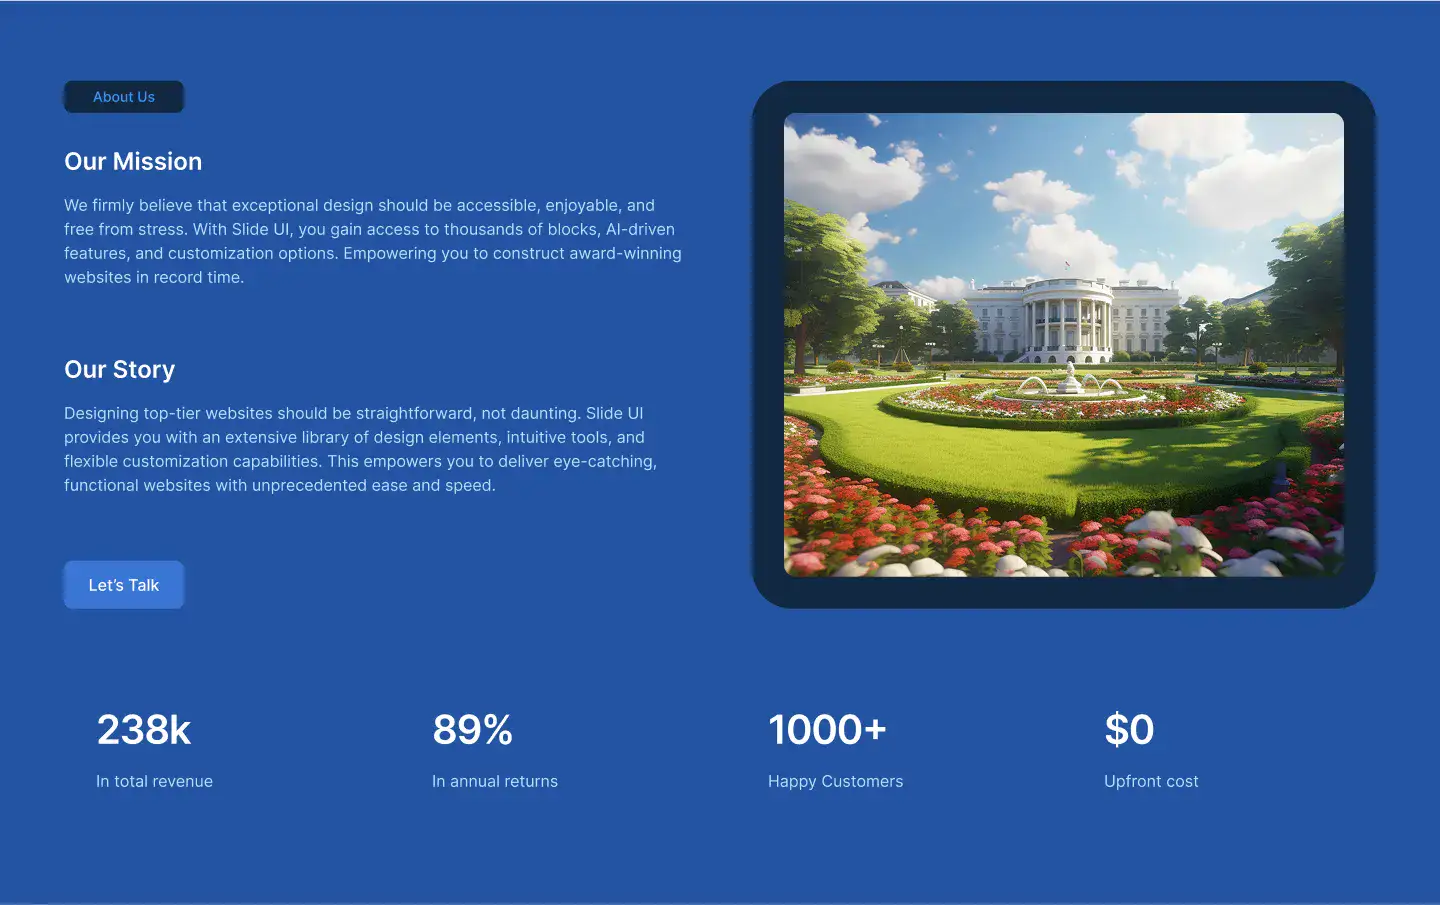 About Us
Our Mission
We firmly believe that exceptional design should be accessible, enjoyable, and
free from stress. With Slide UI, you gain access to thousands of blocks, AI-driven
features, and customization options. Empowering you to construct award-winning
websites in record time.
Our Story
Designing top-tier websites should be straightforward, not daunting. Slide UI
provides you with an extensive library of design elements, intuitive tools, and
flexible customization capabilities. This empowers you to deliver eye-catching,
functional websites with unprecedented ease and speed.
Let’s Talk
238k
In total revenue
89%
In annual returns
1000+
Happy Customers
$0
Upfront cost